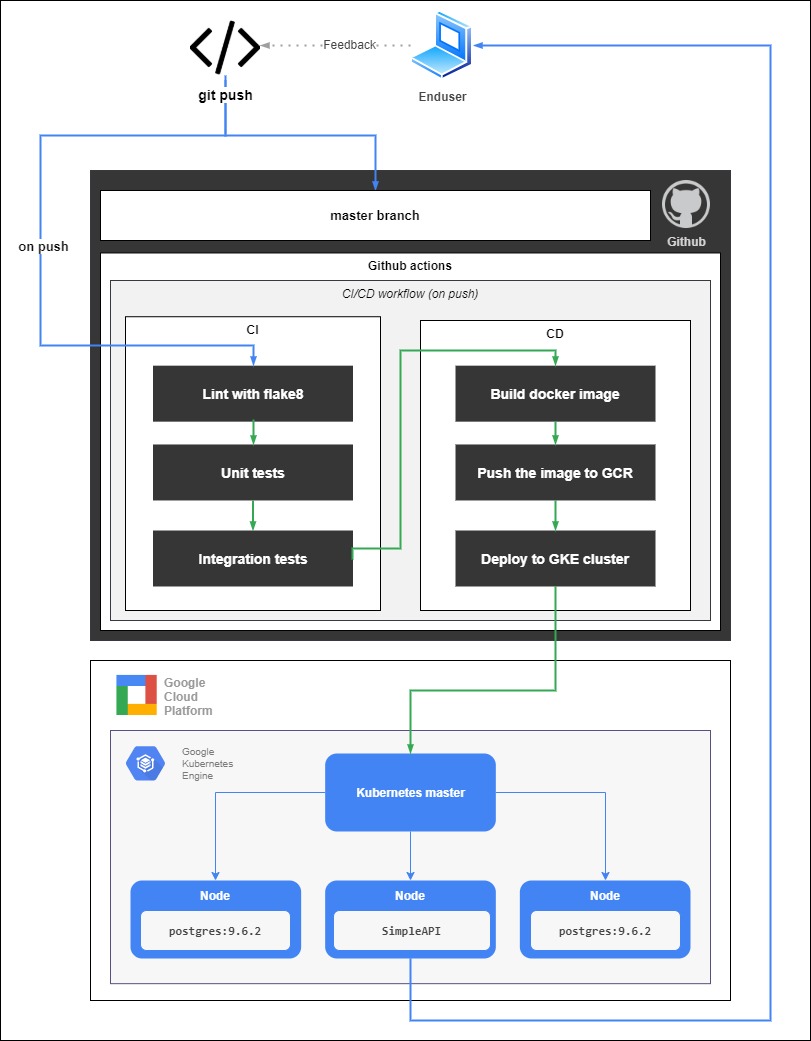 Feedback
git push
Enduser
master branch
Github
on push
Github actions
CI/CD workflow (on push)
CI
CD
Lint with flake8
Build docker image
Unit tests
Push the image to GCR
Integration tests
Deploy to GKE cluster
Google
Cloud
Platform
Google
Kubernetes
Engine
Kubernetes master
Node
Node
Node
postgres:9.6.2
SimpleAPI
postgres:9.6.2